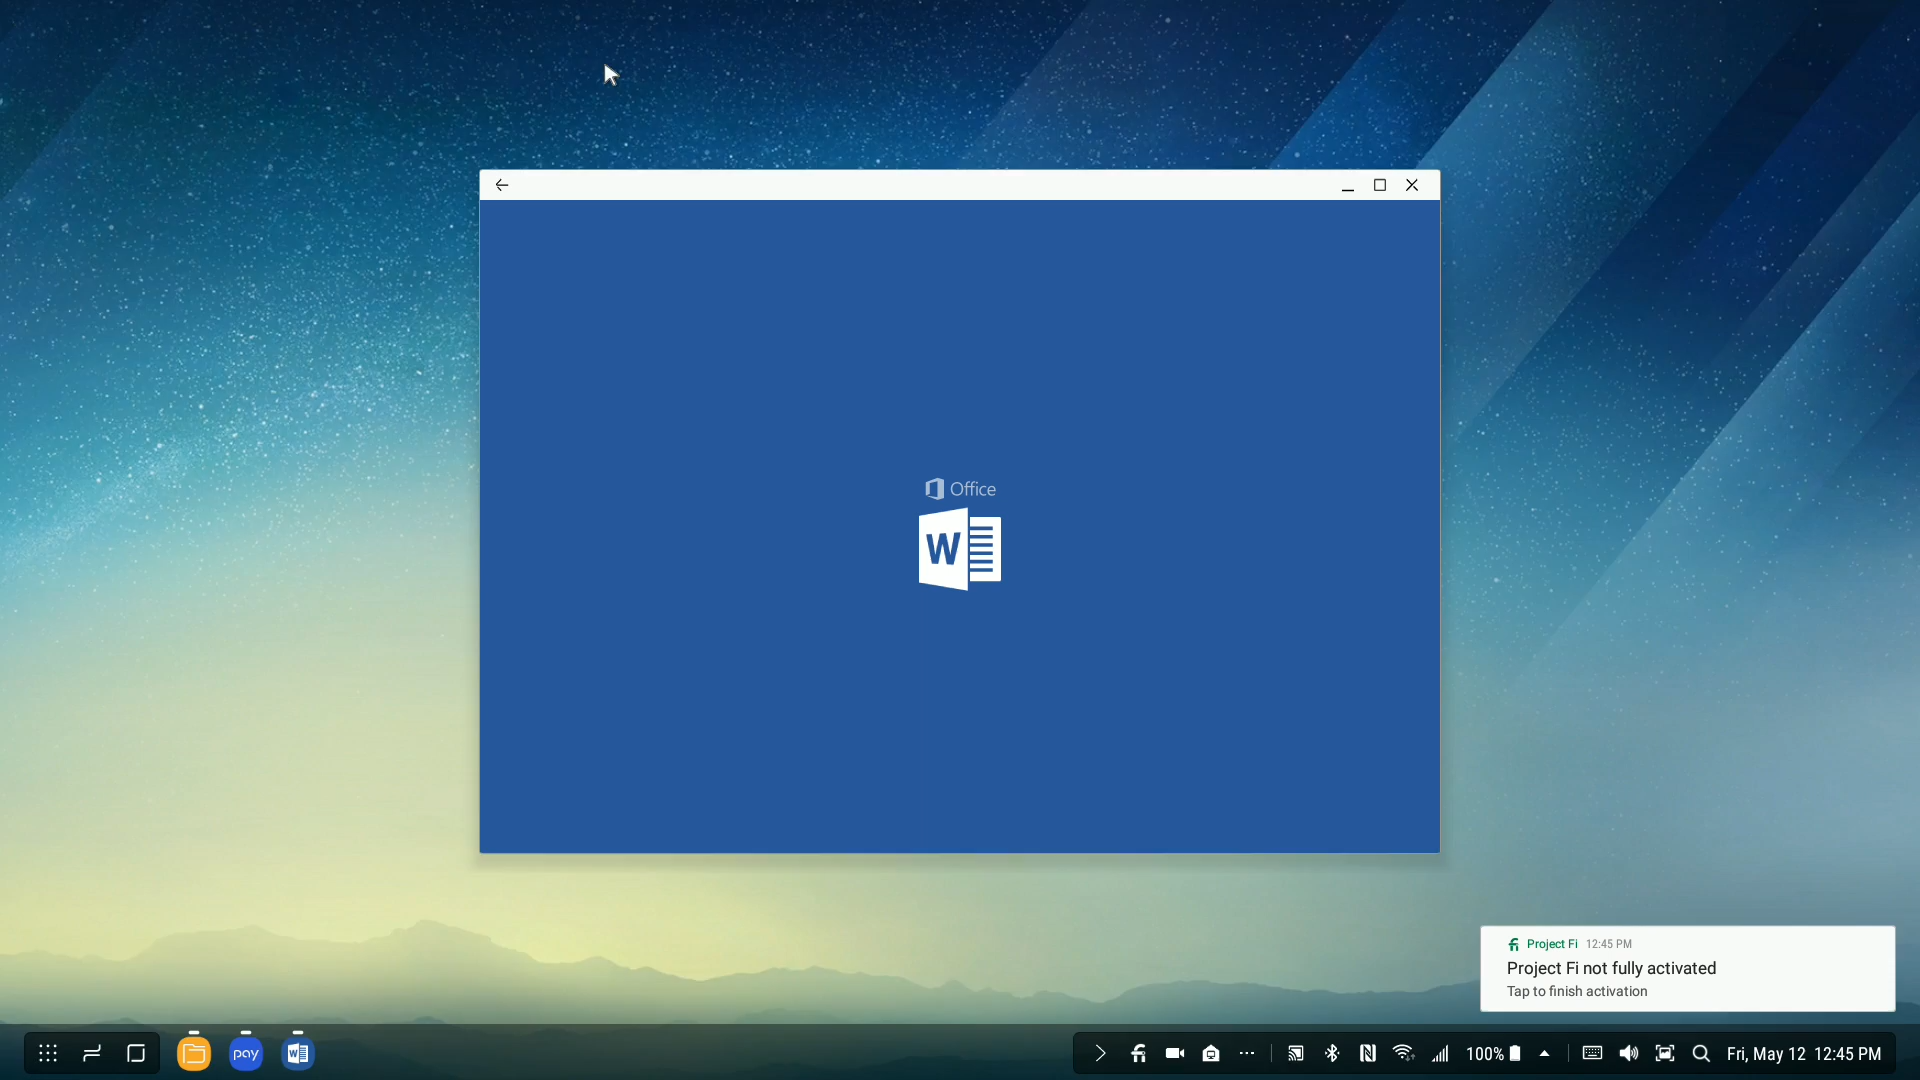 Office
W
Project Fi 12:45 PM
Project Fi not fully activated
Tap to finish activation
pay
W
100%
Fri, May 12 12:45 PM